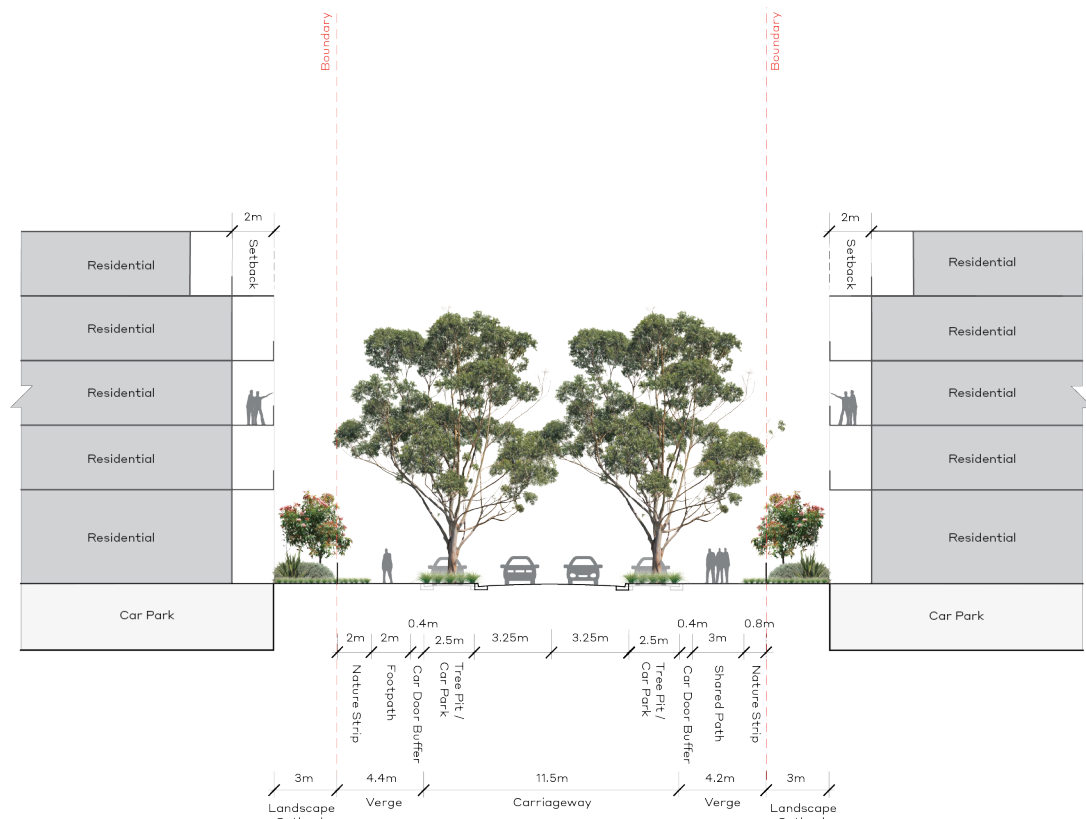 Boundary
Boundary
2m
2m
Setback
Setback
Residential
Residential
Residential
Residential
Residential
Residential
Residential
Residential
Residential
Residential
Car Park
Car Park
0.4m
0.4m
0.8m
2m
2m
2.5m
3.25m
3.25m
2.5m
3m
Nature Strip
Footpath
Car Door Buffer
Tree Pit /
Car Park
Tree Pit /
Car Park
Car Door Buffer
Shared Path
Nature Strip
3m
4.4m
11.5m
4.2m
3m
Landscape
Verge
Carriageway
Verge
Landscape